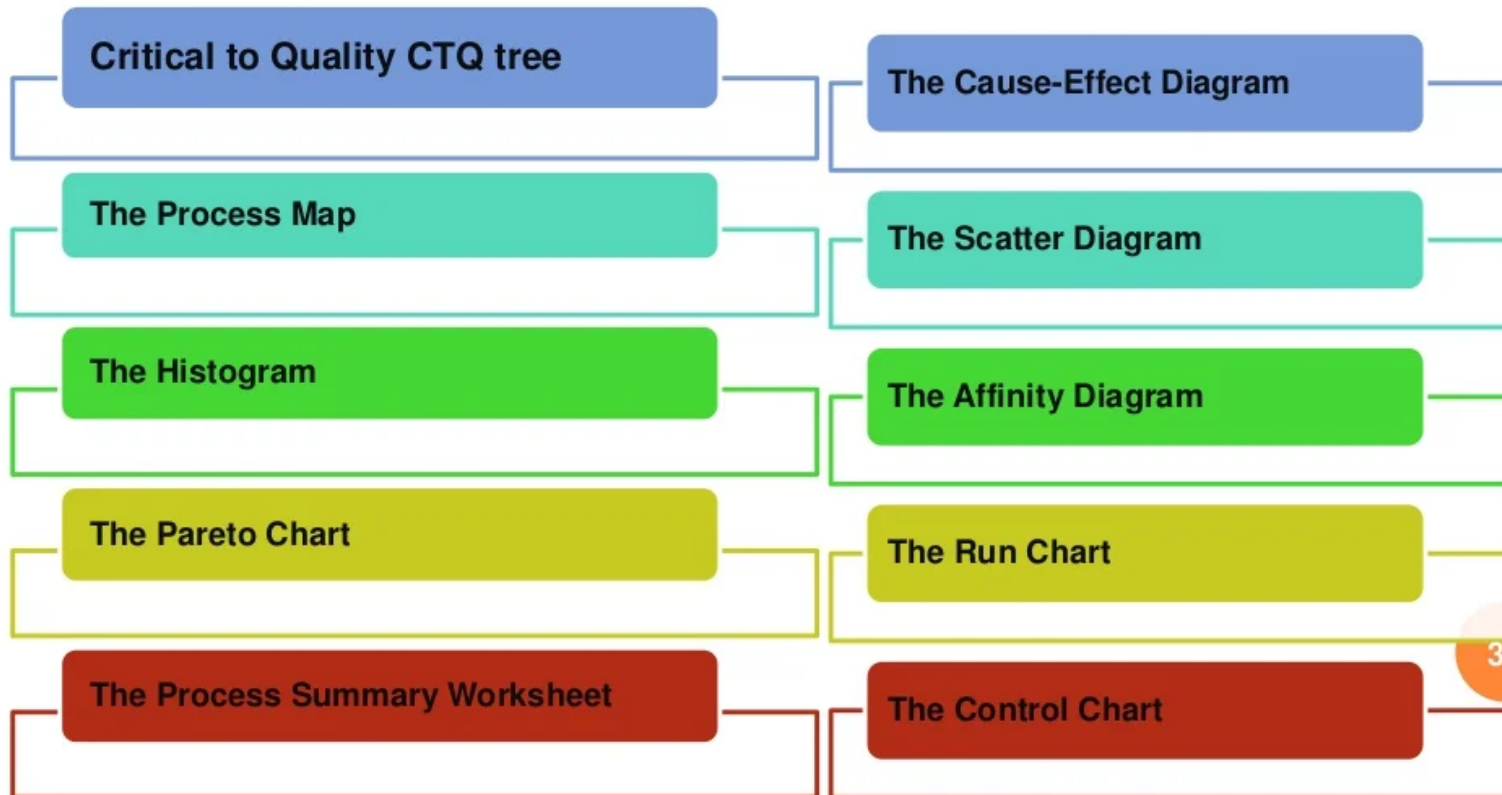 Critical to Quality CTQ tree
The Process Map
The Histogram
The Pareto Chart
The Process Summary Worksheet
The Cause-Effect Diagram
The Scatter Diagram
The Affinity Diagram
The Run Chart
The Control Chart
3